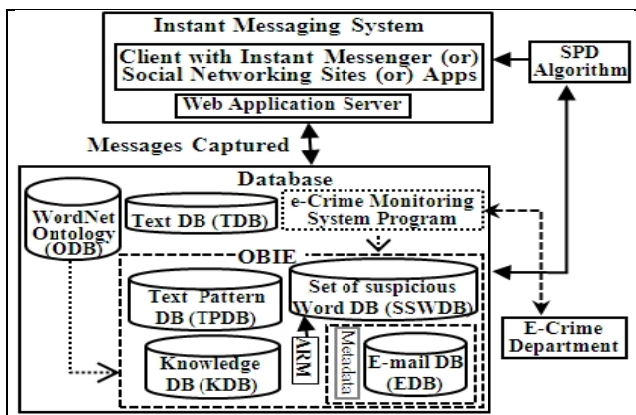 Instant Messaging System
Client with Instant Messenger (or)
Social Networking Sites (or) Apps
Web Application Server
SPD
Algorithm
Messages Captured
Database
WordNet
Ontology
(ODB)
Text DB (TDB)
e-Crime Monitoring
System Program
OBIE
Text Pattern
DB (TPDB)
Set of suspicious
Word DB (SSWDB)
Knowledge
DB (KDB)
ARM
Metadata
E-mail DB
(EDB)
E-Crime
Department